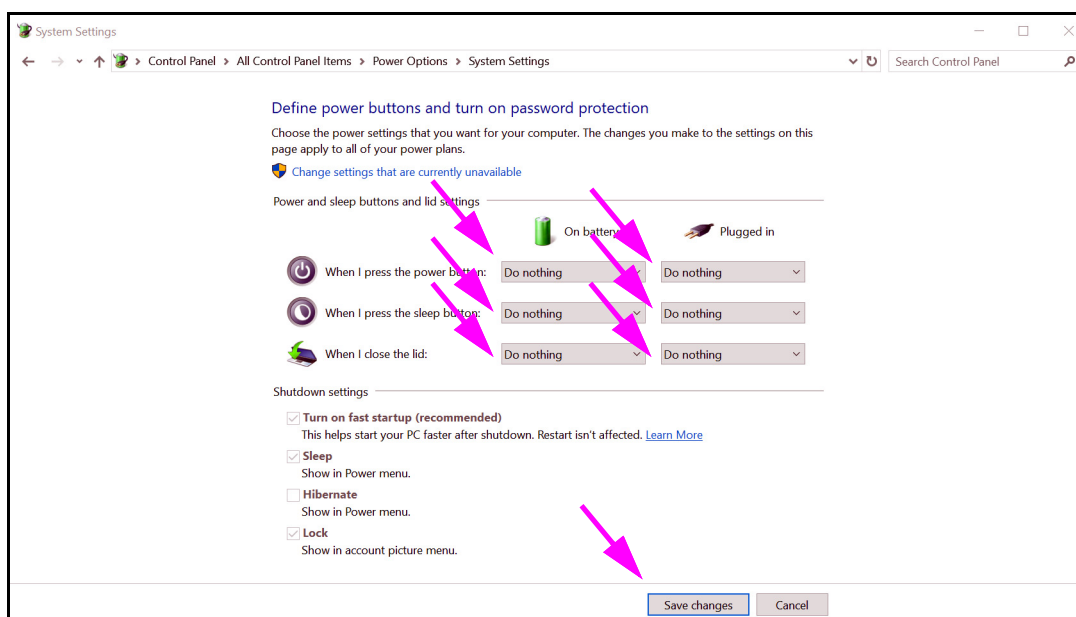 System Settings
Control Panel > All Control Panel Items > Power Options > System Settings
Search Control Panel
Define power buttons and turn on password protection
Choose the power settings that you want for your computer. The changes you make to the settings on this
page apply to all of your power plans.
Change settings that are currently unavailable
Power and sleep buttons and lid settings
On battery
Plugged in
When I press the power button: Do nothing Do nothing
When I press the sleep button: Do nothing Do nothing
When I close the lid: Do nothing Do nothing
Shutdown settings
Turn on fast startup (recommended)
This helps start your PC faster after shutdown. Restart isn't affected. Learn More
Sleep
Show in Power menu.
Hibernate
Show in Power menu.
Lock
Show in account picture menu.
Save changes
Cancel